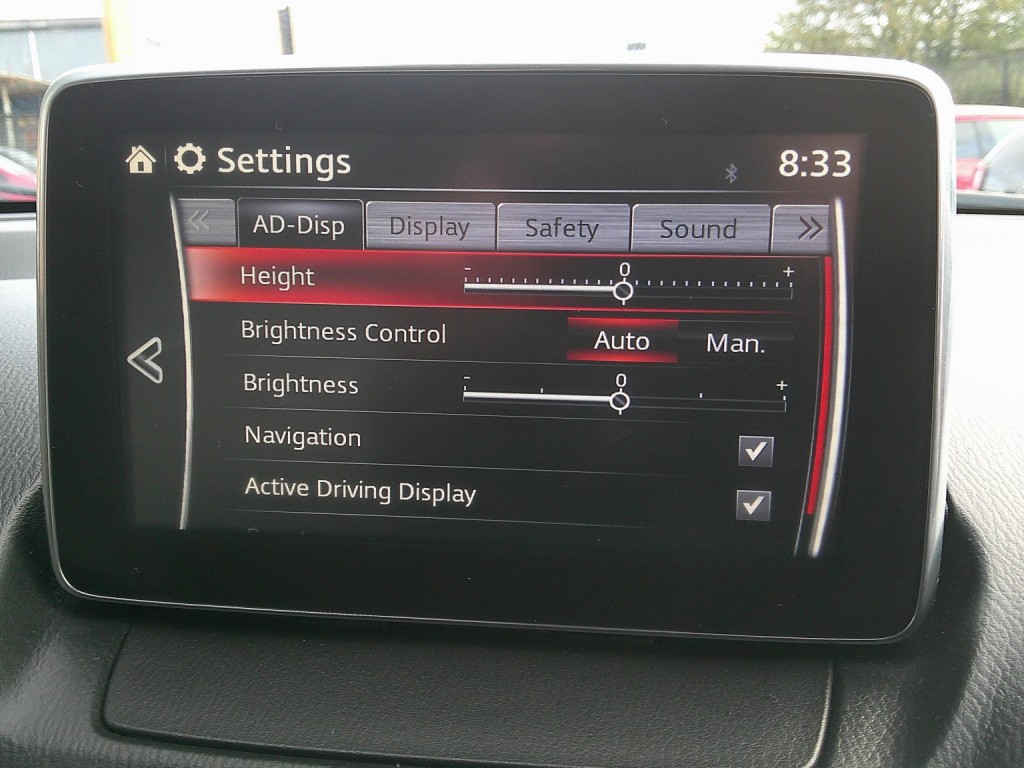 Settings 8:33
AD-Disp Display Safety Sound
Height - 0 +
Brightness Control Auto Man.
Brightness - 0 +
Navigation
Active Driving Display